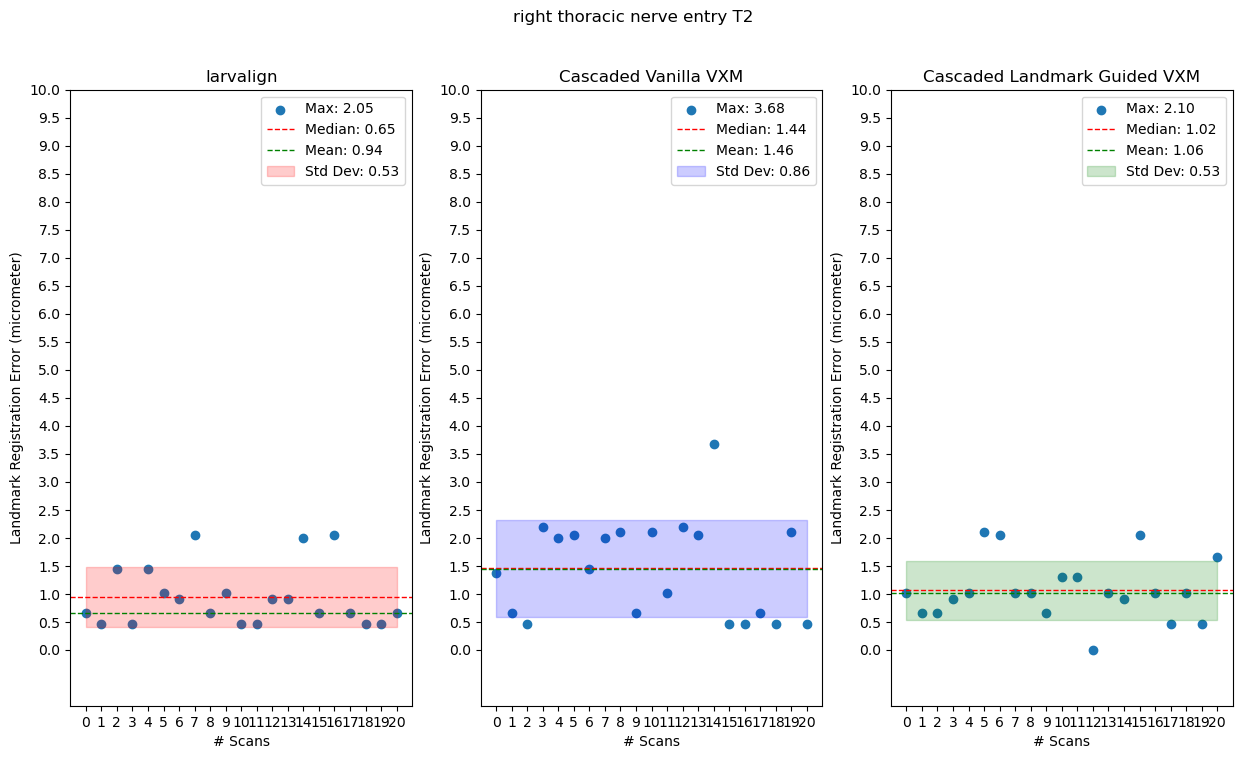 right thoracic nerve entry T2
larvalign
10.0
9.5
9.0
8.5
8.0
7.5
7.0
6.5
6.0
5.5
5.0
4.5
4.0
3.5
3.0
2.5
2.0
1.5
1.0
0.5
0.0
Landmark Registration Error (micrometer)
Max: 2.05
Median: 0.65
Mean: 0.94
Std Dev: 0.53
0 1 2 3 4 5 6 7 8 9 10 11 12 13 14 15 16 17 18 19 20
# Scans
Cascaded Vanilla VXM
10.0
9.5
9.0
8.5
8.0
7.5
7.0
6.5
6.0
5.5
5.0
4.5
4.0
3.5
3.0
2.5
2.0
1.5
1.0
0.5
0.0
Landmark Registration Error (micrometer)
Max: 3.68
Median: 1.44
Mean: 1.46
Std Dev: 0.86
0 1 2 3 4 5 6 7 8 9 10 11 12 13 14 15 16 17 18 19 20
# Scans
Cascaded Landmark Guided VXM
10.0
9.5
9.0
8.5
8.0
7.5
7.0
6.5
6.0
5.5
5.0
4.5
4.0
3.5
3.0
2.5
2.0
1.5
1.0
0.5
0.0
Landmark Registration Error (micrometer)
Max: 2.10
Median: 1.02
Mean: 1.06
Std Dev: 0.53
0 1 2 3 4 5 6 7 8 9 10 11 12 13 14 15 16 17 18 19 20
# Scans